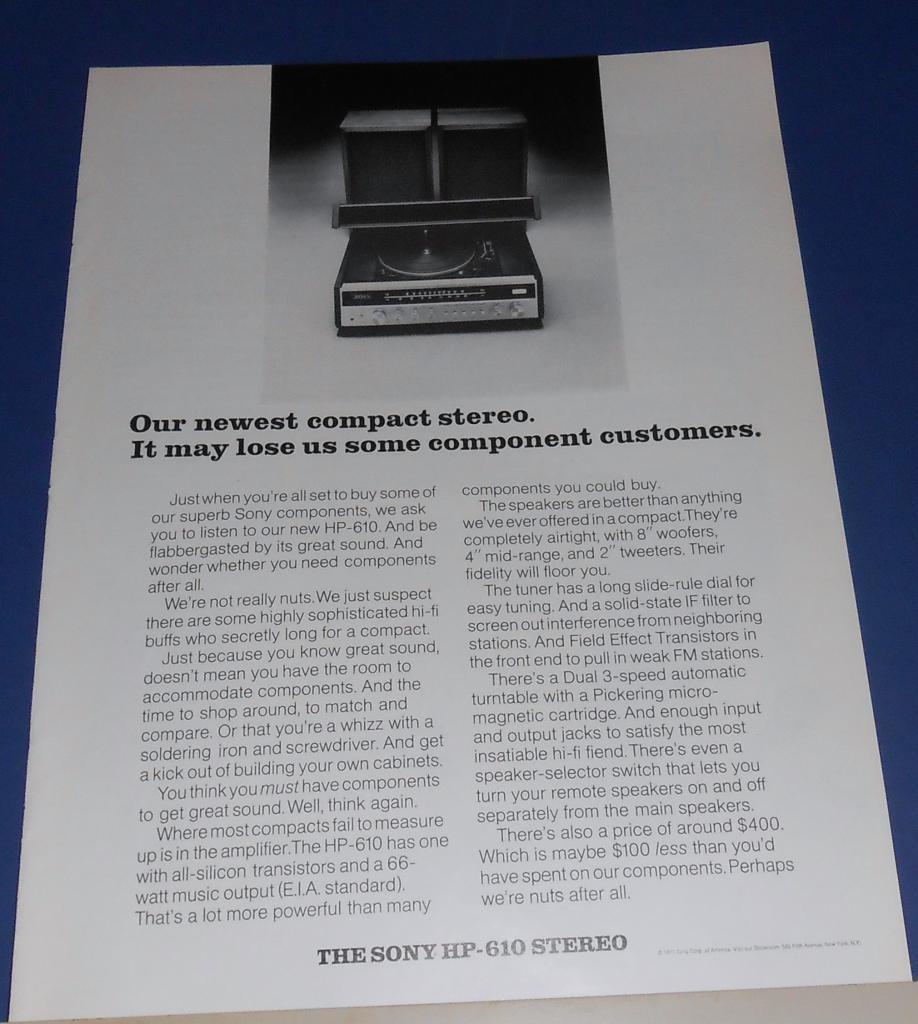 SONY
Our newest compact stereo.
It may lose us some component customers.
Just when you're all set to buy some of
our superb Sony components, we ask
you to listen to our new HP-610. And be
flabbergasted by its great sound. And
wonder whether you need components
after all.
We're not really nuts. We just suspect
there are some highly sophisticated hi-fi
buffs who secretly long for a compact.
Just because you know great sound,
doesn't mean you have the room to
accommodate components. And the
time to shop around, to match and
compare. Or that you're a whizz with a
soldering iron and screwdriver. And get
a kick out of building your own cabinets.
You think you must have components
to get great sound. Well, think again.
Where most compacts fail to measure
up is in the amplifier. The HP-610 has one
with all-silicon transistors and a 66-
watt music output (E.I.A. standard).
That's a lot more powerful than many
components you could buy.
The speakers are better than anything
we've ever offered in a compact. They're
completely airtight, with 8" woofers,
4" mid-range, and 2" tweeters. Their
fidelity will floor you.
The tuner has a long slide-rule dial for
easy tuning. And a solid-state IF filter to
screen out interference from neighboring
stations. And Field Effect Transistors in
the front end to pull in weak FM stations.
There's a Dual 3-speed automatic
turntable with a Pickering micro-
magnetic cartridge. And enough input
and output jacks to satisfy the most
insatiable hi-fi fiend. There's even a
speaker-selector switch that lets you
turn your remote speakers on and off
separately from the main speakers.
There's also a price of around $400.
Which is maybe $100 less than you'd
have spent on our components. Perhaps
we're nuts after all.
THE SONY HP-610 STEREO
Sony Corp. of America. Visit our Showroom, Fifth Avenue, New York, N.Y.